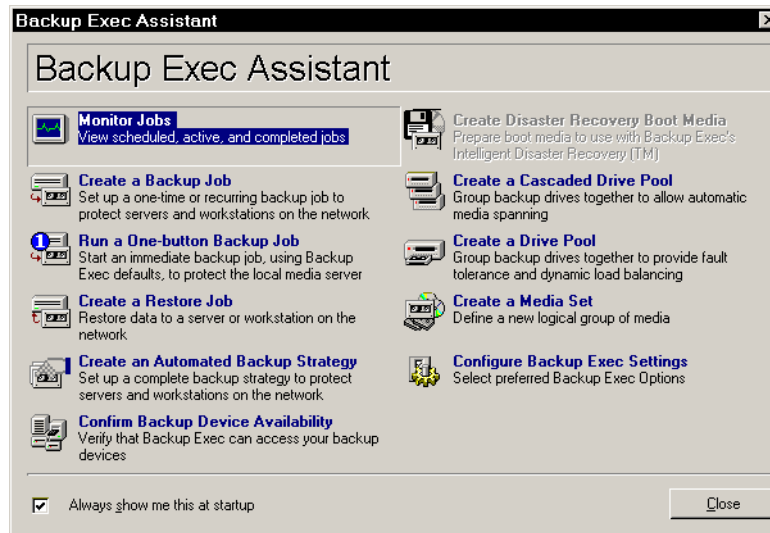 Backup Exec Assistant
Backup Exec Assistant
Monitor Jobs
View scheduled, active, and completed jobs
Create a Backup Job
Set up a one-time or recurring backup job to
protect servers and workstations on the network
Run a One-button Backup Job
Start an immediate backup job, using Backup
Exec defaults, to protect the local media server
Create a Restore Job
Restore data to a server or workstation on the
network
Create an Automated Backup Strategy
Set up a complete backup strategy to protect
servers and workstations on the network
Confirm Backup Device Availability
Verify that Backup Exec can access your backup
devices
Create Disaster Recovery Boot Media
Prepare boot media to use with Backup Exec's
Intelligent Disaster Recovery (TM)
Create a Cascaded Drive Pool
Group backup drives together to allow automatic
media spanning
Create a Drive Pool
Group backup drives together to provide fault
tolerance and dynamic load balancing
Create a Media Set
Define a new logical group of media
Configure Backup Exec Settings
Select preferred Backup Exec Options
Always show me this at startup
Close